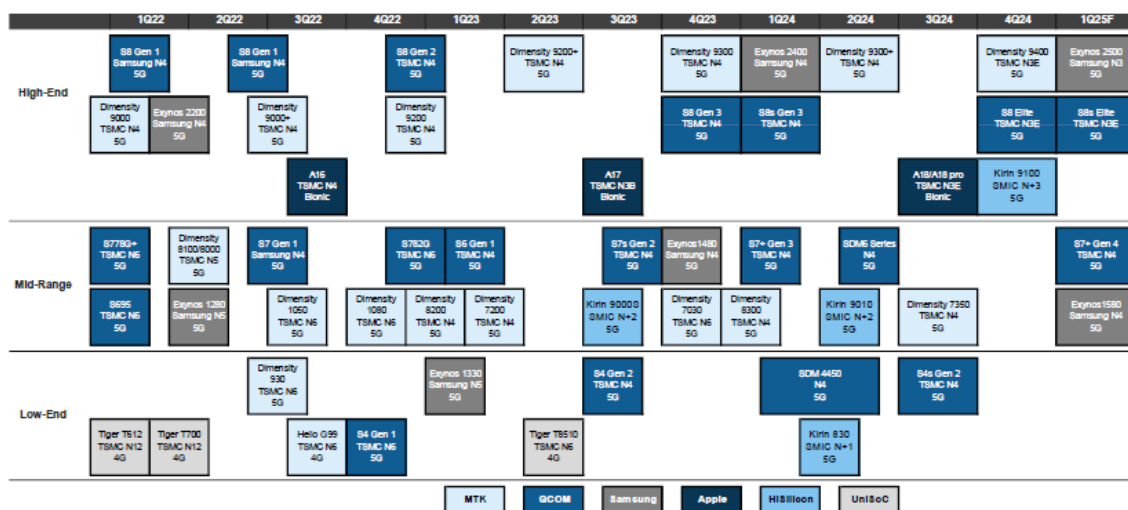 1Q22 2Q22 3Q22 4Q22 1Q23 2Q23 3Q23 4Q23 1Q24 2Q24 3Q24 4Q24 1Q25F
High-End
S8 Gen 1
Samsung N4
5G
S8 Gen 1
Samsung N4
5G
S8 Gen 2
TSMC N4
5G
Dimensity 9200+
TSMC N4
5G
Dimensity 9300
TSMC N4
5G
Exynos 2400
Samsung N4
5G
Dimensity 9300+
TSMC N4
5G
Dimensity 9400
TSMC N3E
5G
Exynos 2500
Samsung N3
5G
Dimensity
9000
TSMC N4
5G
Exynos 2200
Samsung N4
5G
Dimensity
9000+
TSMC N4
5G
Dimensity
9200
TSMC N4
5G
S8 Gen 3
TSMC N4
5G
S8s Gen 3
TSMC N4
5G
S8 Elite
TSMC N3E
5G
S8s Elite
TSMC N3E
5G
A16
TSMC N4
Bionic
A17
TSMC N3B
Bionic
A18/A18 pro
TSMC N3E
Bionic
Kirin 9100
SMIC N+3
5G
Mid-Range
S778G+
TSMC N6
5G
Dimensity
8100/8000
TSMC N5
5G
S7 Gen 1
Samsung N4
5G
S782G
TSMC N6
5G
S6 Gen 1
TSMC N4
5G
S7s Gen 2
TSMC N4
5G
Exynos1480
Samsung N4
5G
S7+ Gen 3
TSMC N4
5G
SDM6 Series
N4
5G
S7+ Gen 4
TSMC N4
5G
S695
TSMC N6
5G
Exynos 1280
Samsung N5
5G
Dimensity
1050
TSMC N6
5G
Dimensity
1080
TSMC N6
5G
Dimensity
8200
TSMC N4
5G
Dimensity
7200
TSMC N4
5G
Kirin 9000S
SMIC N+2
5G
Dimensity
7030
TSMC N6
5G
Dimensity
8300
TSMC N4
5G
Kirin 9010
SMIC N+2
5G
Dimensity 7350
TSMC N4
5G
Exynos1580
Samsung N4
5G
Low-End
Dimensity
930
TSMC N6
5G
Exynos 1330
Samsung N5
5G
S4 Gen 2
TSMC N4
5G
SDM 4450
N4
5G
S4s Gen 2
TSMC N4
5G
Tiger T612
TSMC N12
4G
Tiger T700
TSMC N12
4G
Helio G99
TSMC N6
4G
S4 Gen 1
TSMC N6
5G
Tiger T8510
TSMC N6
4G
Kirin 830
SMIC N+1
5G
MTK QCOM Samsung Apple HiSilicon UniSoC